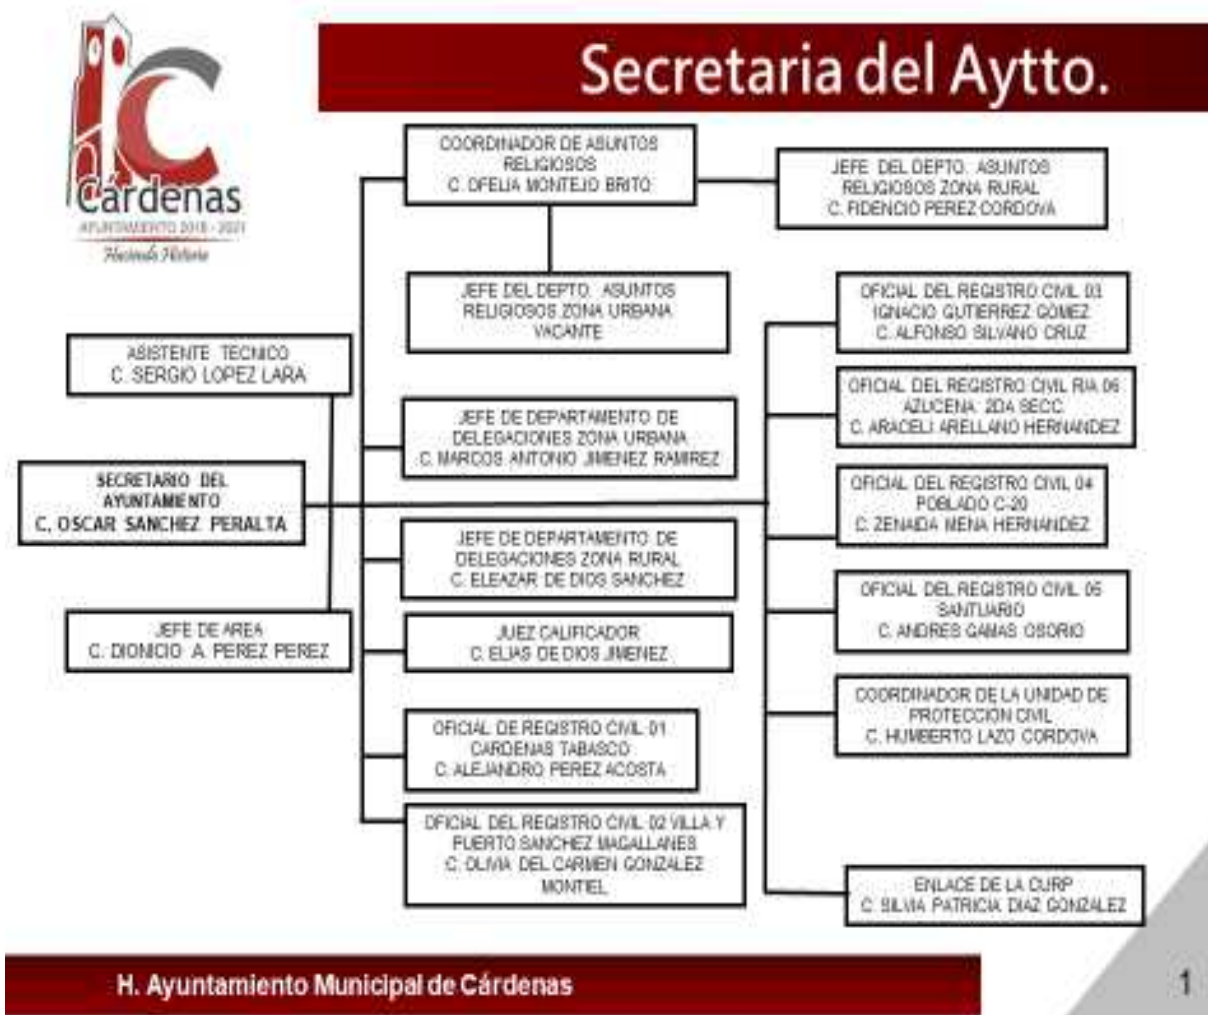 Secretaria del Aytto.
Cárdenas
AYUNTAMIENTO 2018 - 2021
Haciendo Historia
COORDINADOR DE ASUNTOS
RELIGIOSOS
C. OFELIA MONTEJO BRITO
JEFE DEL DEPTO. ASUNTOS
RELIGIOSOS ZONA RURAL
C. FIDENCIO PEREZ CORDOVA
JEFE DEL DEPTO. ASUNTOS
RELIGIOSOS ZONA URBANA
VACANTE
OFICIAL DEL REGISTRO CIVIL 03
IGNACIO GUTIERREZ GÓMEZ
C. ALFONSO SILVANO CRUZ
ASISTENTE TECNICO
C. SERGIO LOPEZ LARA
OFICIAL DEL REGISTRO CIVIL R/A 06
AZUCENA 2DA SECC.
C. ARACELI ARELLANO HERNANDEZ
JEFE DE DEPARTAMENTO DE
DELEGACIONES ZONA URBANA
C. MARCOS ANTONIO JIMENEZ RAMIREZ
SECRETARIO DEL
AYUNTAMIENTO
C. OSCAR SANCHEZ PERALTA
OFICIAL DEL REGISTRO CIVIL 04
POBLADO C-20
C. ZENAIDA MENA HERNANDEZ
JEFE DE DEPARTAMENTO DE
DELEGACIONES ZONA RURAL
C. ELEAZAR DE DIOS SANCHEZ
OFICIAL DEL REGISTRO CIVIL 05
SANTUARIO
C. ANDRES GAMAS OSORIO
JEFE DE AREA
C. DIONICIO A. PEREZ PEREZ
JUEZ CALIFICADOR
C. ELIAS DE DIOS JIMENEZ
COORDINADOR DE LA UNIDAD DE
PROTECCIÓN CIVIL
C. HUMBERTO LAZO CORDOVA
OFICIAL DE REGISTRO CIVIL 01
CARDENAS TABASCO
C. ALEJANDRO PEREZ ACOSTA
OFICIAL DEL REGISTRO CIVIL 02 VILLA Y
PUERTO SANCHEZ MAGALLANES
C. OLIVIA DEL CARMEN GONZALEZ
MONTIEL
ENLACE DE LA CURP
C. SILVIA PATRICIA DIAZ GONZALEZ
H. Ayuntamiento Municipal de Cárdenas
1